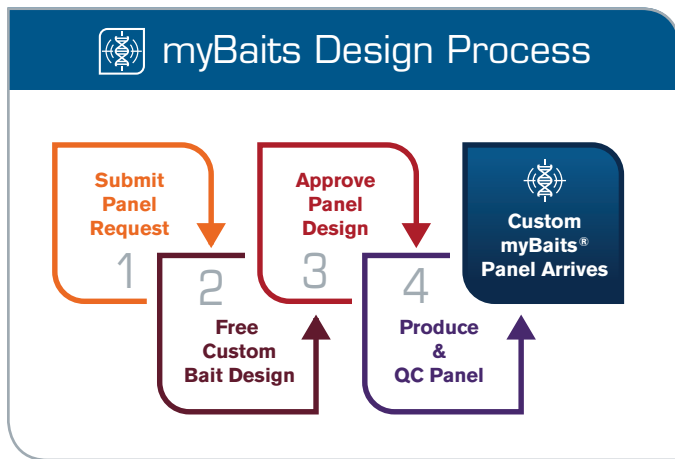 myBaits Design Process
Submit
Panel
Request
1
2
Free
Custom
Bait Design
Approve
Panel
Design
3
4
Produce
&
QC Panel
Custom
myBaits®
Panel Arrives